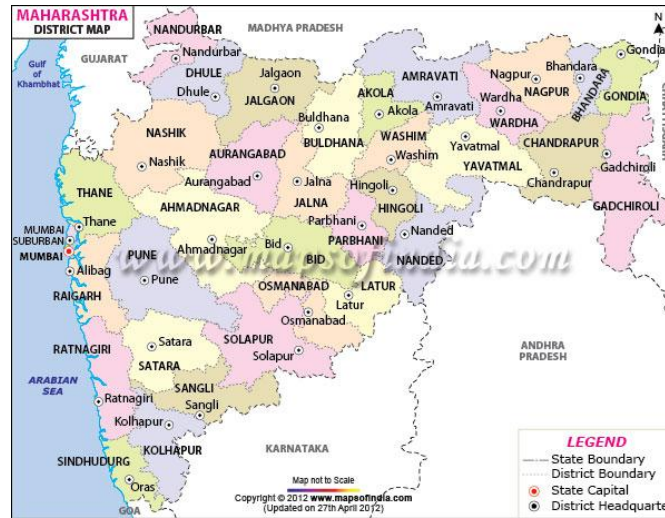 MAHARASHTRA
DISTRICT MAP
MADHYA PRADESH
N
GUJARAT
Gulf
of
Khambhat
NANDURBAR
Nandurbar
DHULE
Dhule
Jalgaon
JALGAON
AKOLA
Akola
AMRAVATI
Amravati
Nagpur
NAGPUR
Bhandara
BHANDARA
Gondia
GONDIA
Wardha
WARDHA
Buldhana
BULDHANA
WASHIM
Washim
Yavatmal
YAVATMAL
CHANDRAPUR
Chandrapur
Gadchiroli
GADCHIROLI
NASHIK
Nashik
AURANGABAD
Aurangabad
Jalna
JALNA
Hingoli
HINGOLI
Parbhani
PARBHANI
Nanded
NANDED
THANE
Thane
MUMBAI
SUBURBAN
MUMBAI
Alibag
RAIGARH
AHMADNAGAR
Ahmadnagar
PUNE
Pune
Bid
BID
www.mapsofindia.com
OSMANABAD
Osmanabad
LATUR
Latur
RATNAGIRI
Ratnagiri
Satara
SATARA
SOLAPUR
Solapur
ANDHRA
PRADESH
ARABIAN
SEA
SANGLI
Sangli
Kolhapur
KOLHAPUR
SINDHUDURG
Oras
GOA
KARNATAKA
Map not to Scale
Copyright © 2012 www.mapsofindia.com
(Updated on 27th April 2012)
LEGEND
State Boundary
District Boundary
State Capital
District Headquarte